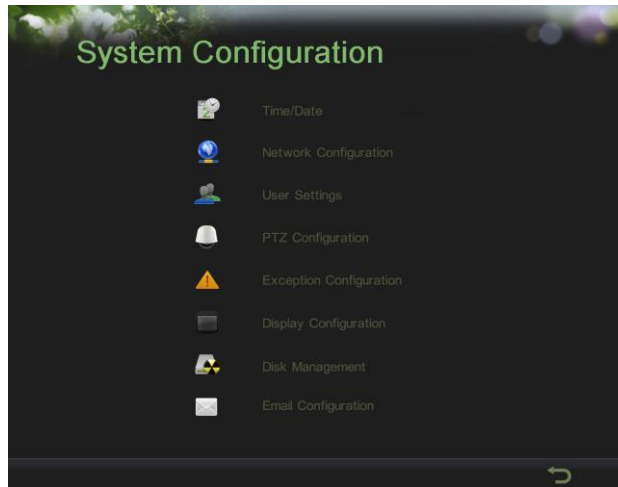 System Configuration
Time/Date
Network Configuration
User Settings
PTZ Configuration
Exception Configuration
Display Configuration
Disk Management
Email Configuration